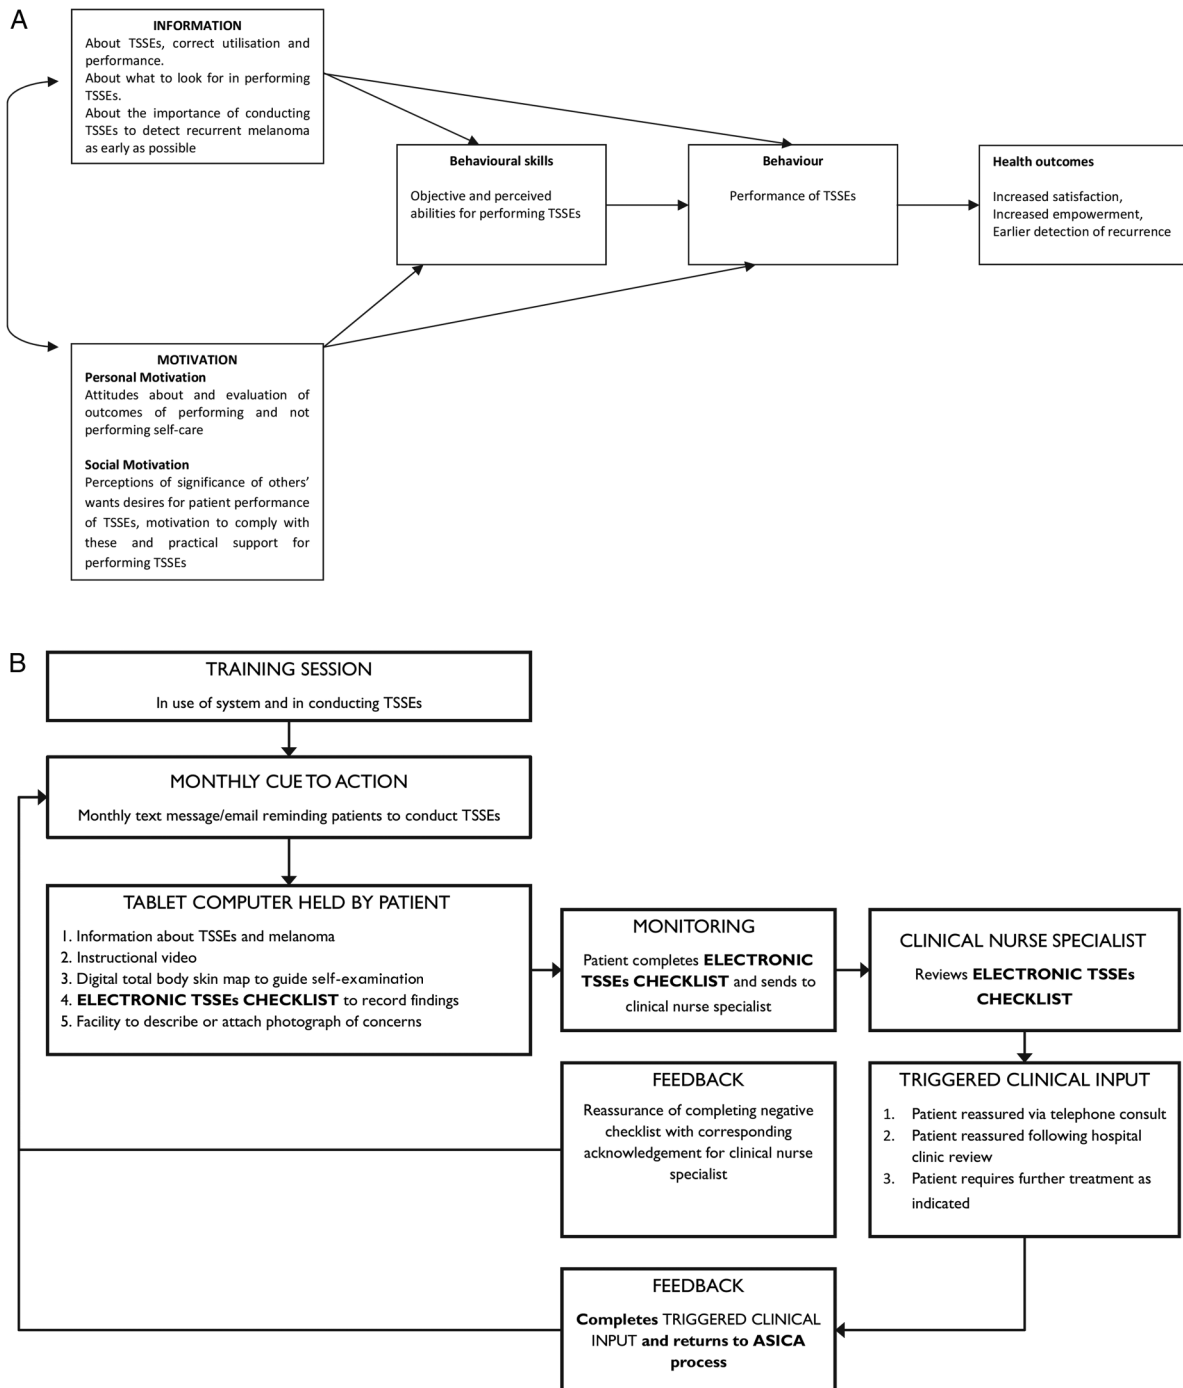 A
INFORMATION
About TSSEs, correct utilisation and
performance.
About what to look for in performing
TSSEs.
About the importance of conducting
TSSEs to detect recurrent melanoma
as early as possible
Behavioural skills
Objective and perceived
abilities for performing TSSEs
Behaviour
Performance of TSSEs
Health outcomes
Increased satisfaction,
Increased empowerment,
Earlier detection of recurrence
MOTIVATION
Personal Motivation
Attitudes about and evaluation of
outcomes of performing and not
performing self-care
Social Motivation
Perceptions of significance of others’
wants desires for patient performance
of TSSEs, motivation to comply with
these and practical support for
performing TSSEs
B
TRAINING SESSION
In use of system and in conducting TSSEs
MONTHLY CUE TO ACTION
Monthly text message/email reminding patients to conduct TSSEs
TABLET COMPUTER HELD BY PATIENT
1. Information about TSSEs and melanoma
2. Instructional video
3. Digital total body skin map to guide self-examination
4. ELECTRONIC TSSEs CHECKLIST to record findings
5. Facility to describe or attach photograph of concerns
MONITORING
Patient completes ELECTRONIC
TSSEs CHECKLIST and sends to
clinical nurse specialist
CLINICAL NURSE SPECIALIST
Reviews ELECTRONIC TSSEs
CHECKLIST
FEEDBACK
Reassurance of completing negative
checklist with corresponding
acknowledgement for clinical nurse
specialist
TRIGGERED CLINICAL INPUT
1. Patient reassured via telephone consult
2. Patient reassured following hospital
clinic review
3. Patient requires further treatment as
indicated
FEEDBACK
Completes TRIGGERED CLINICAL
INPUT and returns to ASICA
process